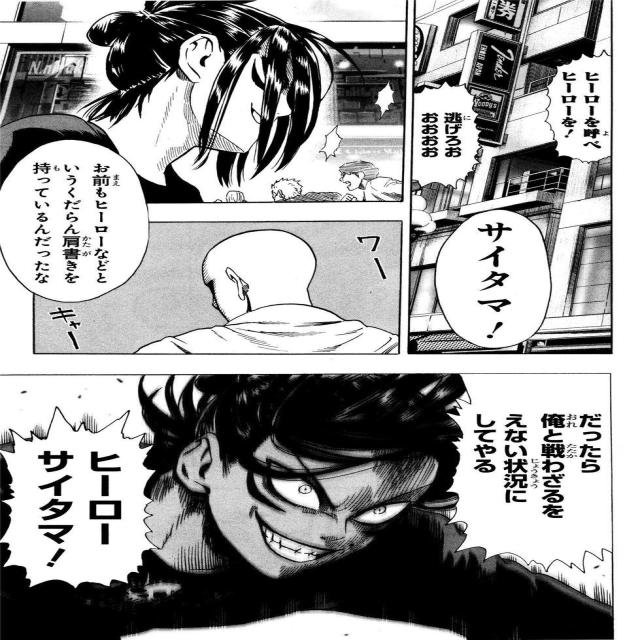 ヒーローを呼べ
ヒーローを!
逃げろお
おおおお
サイタマ!
お前もヒーローなどと
いうくだらん肩書きを
持っているんだったな
ワー
キャー
だったら
俺と戦わざるを
えない状況に
してやる
ヒーロー
サイタマ!